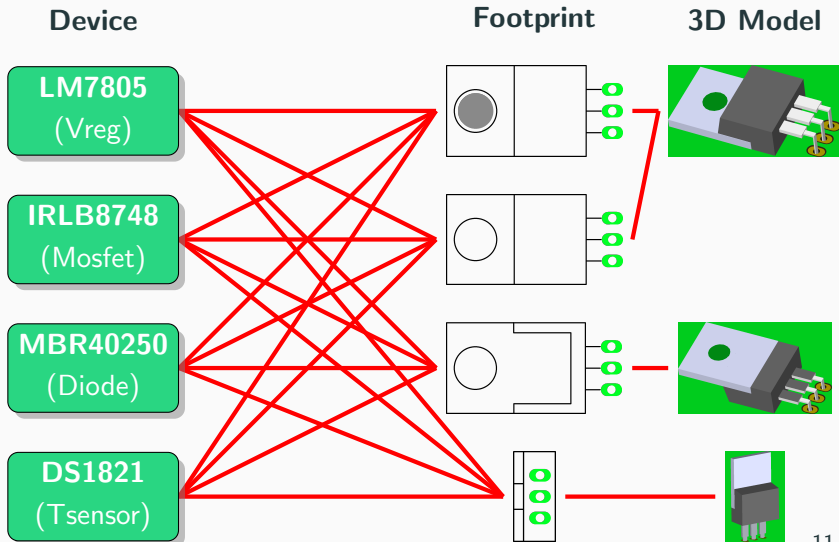 Device
Footprint
3D Model
LM7805
(Vreg)
IRLB8748
(Mosfet)
MBR40250
(Diode)
DS1821
(Tsensor)
11